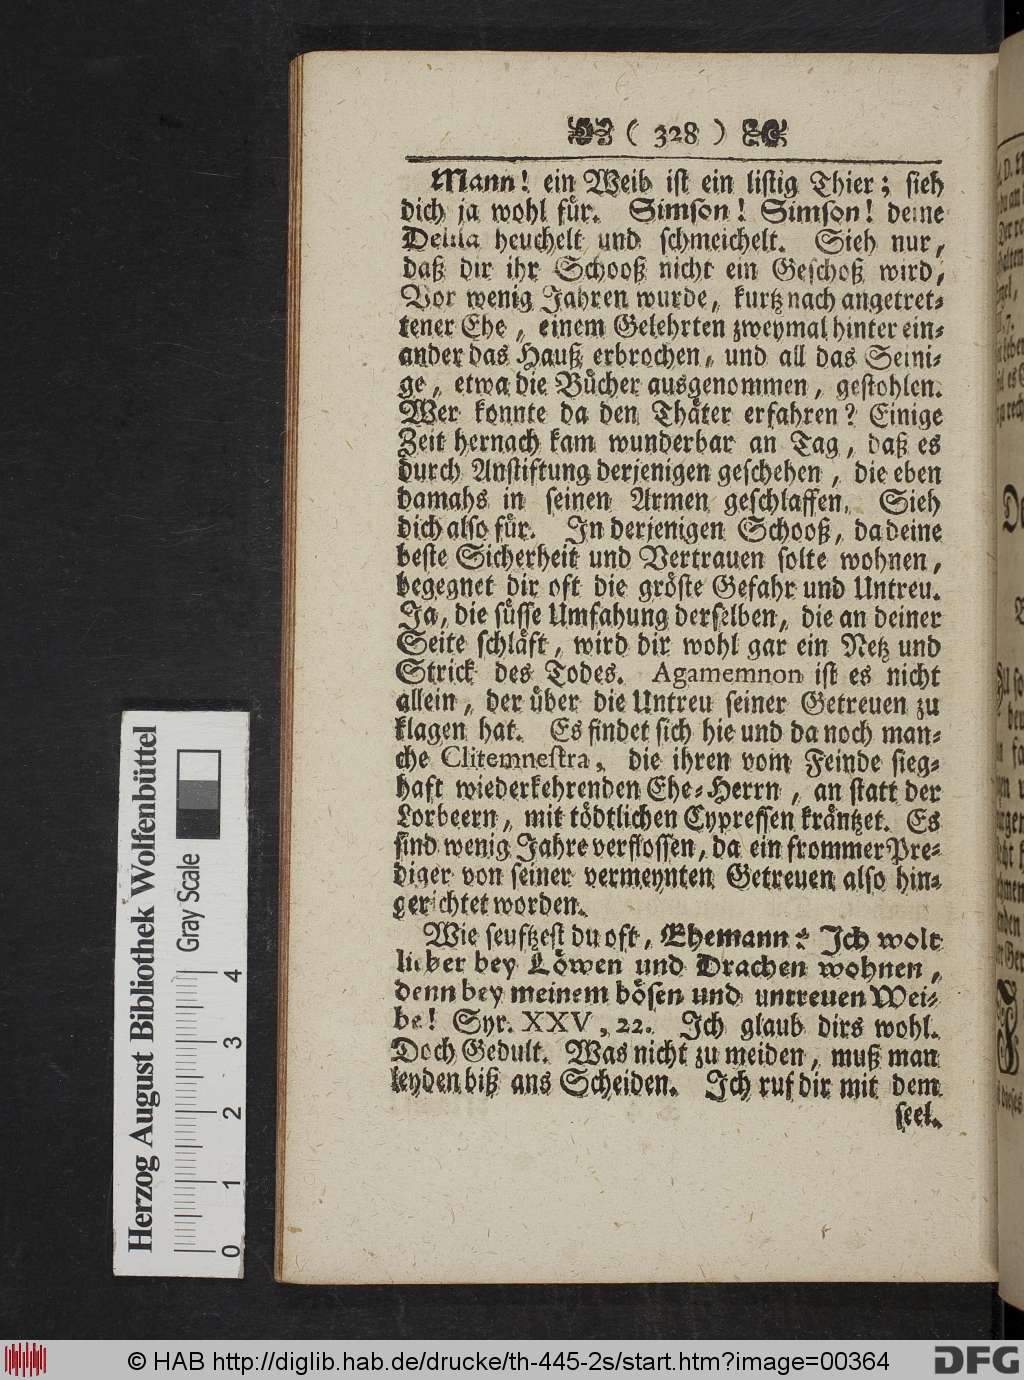 ( 328 )
Mann! ein Weib ist ein listig Thier; sieh
dich ja wohl für. Simson! Simson! deine
Delila heuchelt und schmeichelt. Sieh nur,
daß dir ihr Schooß nicht ein Geschoß wird,
Vor wenig Jahren wurde, kurtz nach angetret-
tener Ehe, einem Gelehrten zweymal hinter ein-
ander das Hauß erbrochen, und all das Seini-
ge, etwa die Bücher ausgenommen, gestohlen.
Wer konnte da den Thäter erfahren? Einige
Zeit hernach kam wunderbar an Tag, daß es
durch Anstiftung derjenigen geschehen, die eben
damahs in seinen Armen geschlaffen. Sieh
dich also für. In derjenigen Schooß, da deine
beste Sicherheit und Vertrauen solte wohnen,
begegnet dir oft die gröste Gefahr und Untreu.
Ja, die süsse Umfahung derselben, die an deiner
Seite schläft, wird dir wohl gar ein Netz und
Strick des Todes. Agamemnon ist es nicht
allein, der über die Untreu seiner Getreuen zu
klagen hat. Es findet sich hie und da noch man-
che Clitemnestra, die ihren vom Feinde sieg-
haft wiederkehrenden Ehe-Herrn, an statt der
Lorbeern, mit tödtlichen Cypressen kräntzet. Es
sind wenig Jahre verflossen, da ein frommer Pre-
diger von seiner vermeynten Getreuen also hin-
gerichtet worden.
Wie seuftzest du oft, Ehemann: Ich wolt
lieber bey Löwen und Drachen wohnen,
denn bey meinem bösen und untreuen Wei-
be! Syr. XXV, 22. Ich glaub dirs wohl.
Doch Gedult. Was nicht zu meiden, muß man
leyden biß ans Scheiden. Ich ruf dir mit dem
seel.
Herzog August Bibliothek Wolfenbüttel
Gray Scale
0 1 2 3 4
© HAB http://diglib.hab.de/drucke/th-445-2s/start.htm?image=00364
DFG